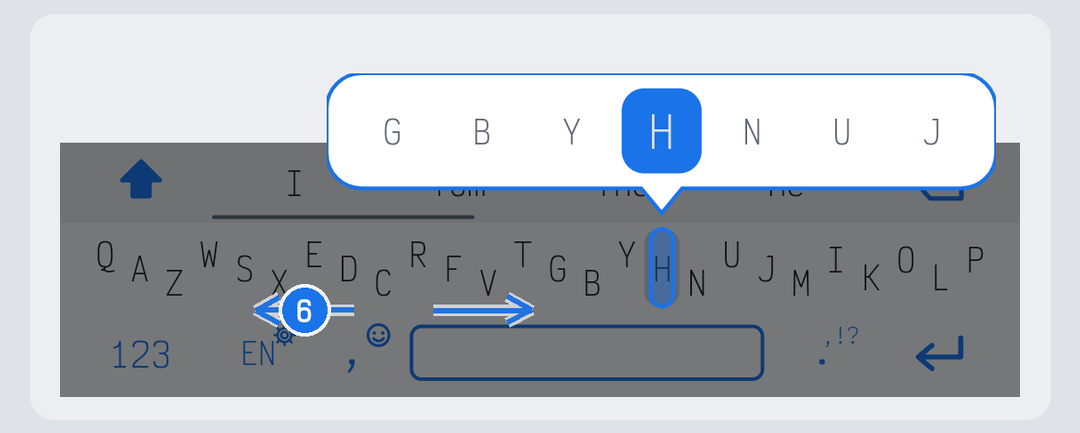 G B Y H N U J
I
Q A Z W S X E D C R F V T G B Y H N U J M I K O L P
6
123 EN , . ,!?